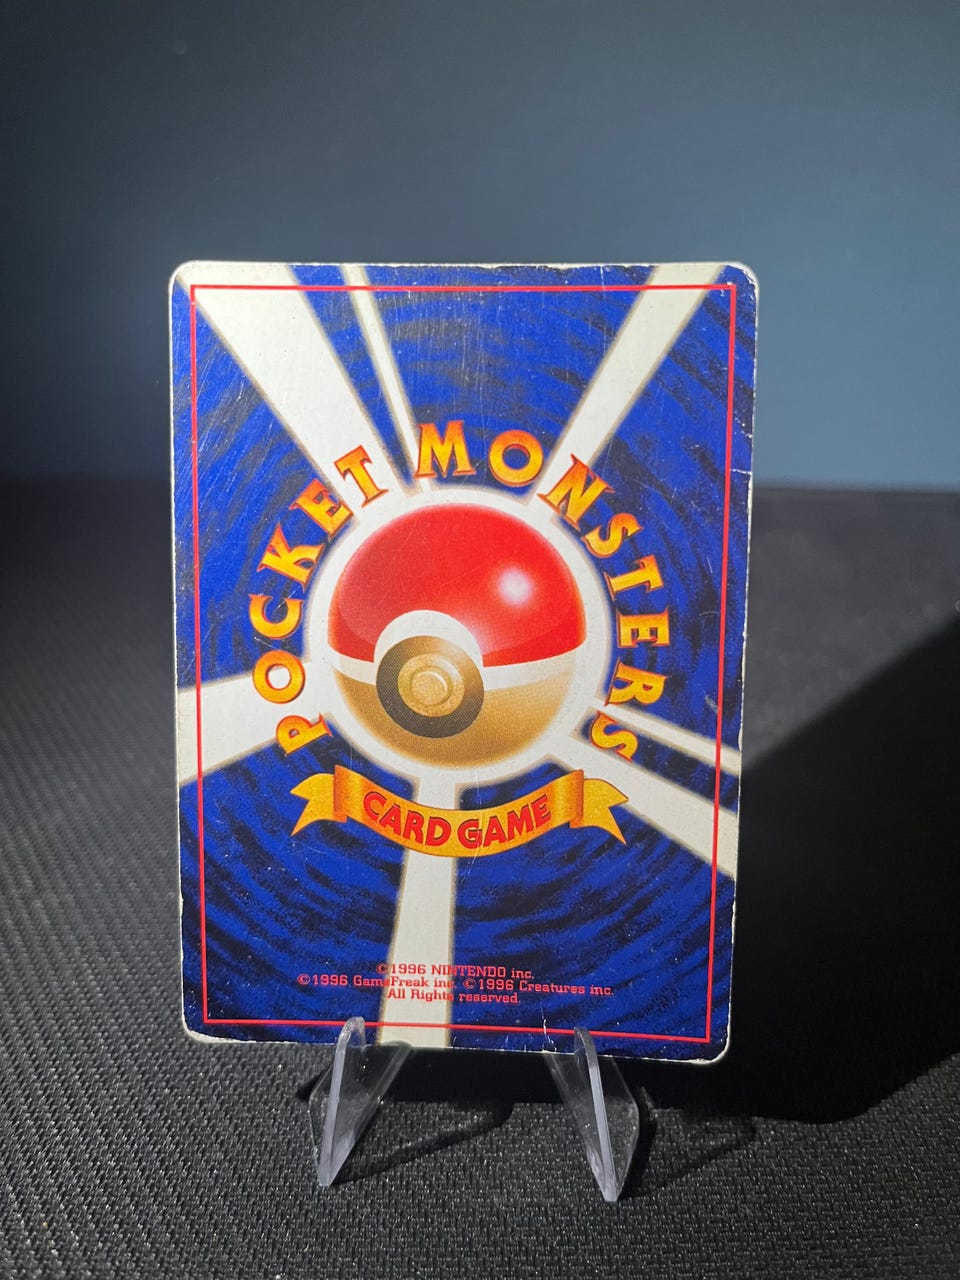 POCKET MONSTERS
CARD GAME
©1996 NINTENDO inc.
©1996 GameFreak inc. ©1996 Creatures inc.
All Rights reserved.